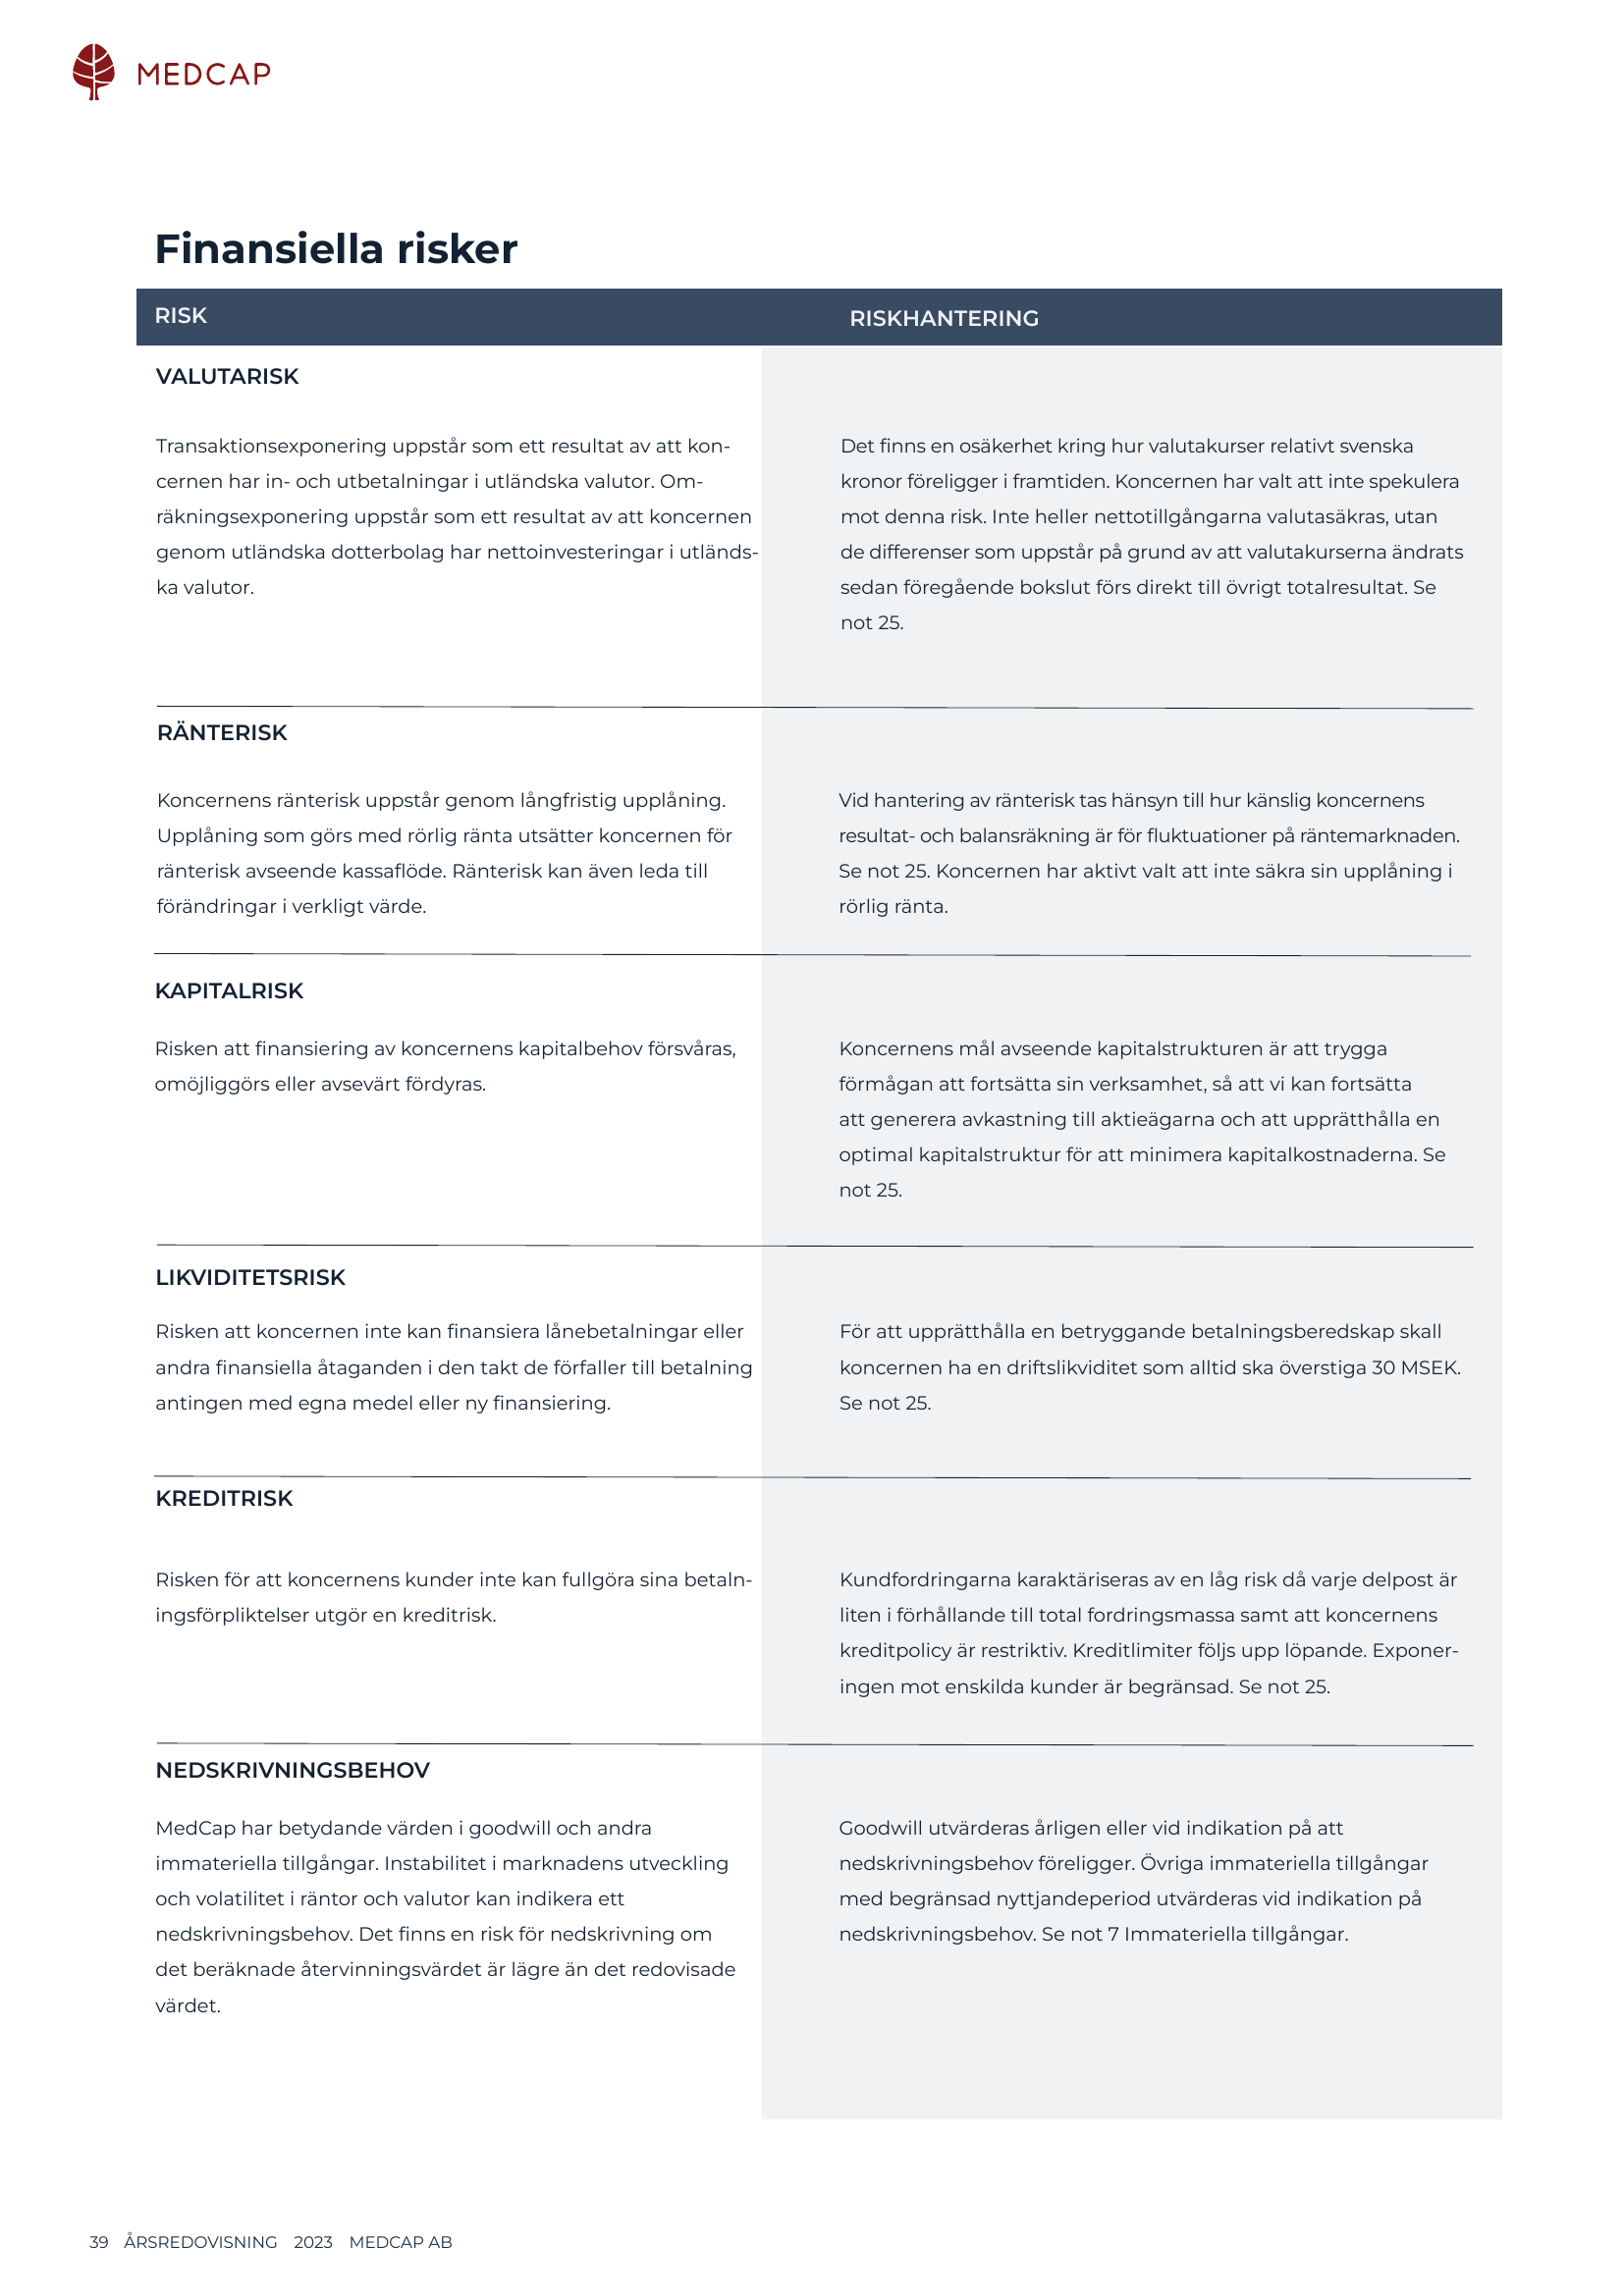 MEDCAP
Finansiella risker
RISK
RISKHANTERING
VALUTARISK
Transaktionsexponering uppstår som ett resultat av att kon-
cernen har in- och utbetalningar i utländska valutor. Om-
räkningsexponering uppstår som ett resultat av att koncernen
genom utländska dotterbolag har nettoinvesteringar i utländs-
ka valutor.
Det finns en osäkerhet kring hur valutakurser relativt svenska
kronor föreligger i framtiden. Koncernen har valt att inte spekulera
mot denna risk. Inte heller nettotillgångarna valutasäkras, utan
de differenser som uppstår på grund av att valutakurserna ändrats
sedan föregående bokslut förs direkt till övrigt totalresultat. Se
not 25.
RÄNTERISK
Koncernens ränterisk uppstår genom långfristig upplåning.
Upplåning som görs med rörlig ränta utsätter koncernen för
ränterisk avseende kassaflöde. Ränterisk kan även leda till
förändringar i verkligt värde.
Vid hantering av ränterisk tas hänsyn till hur känslig koncernens
resultat- och balansräkning är för fluktuationer på räntemarknaden.
Se not 25. Koncernen har aktivt valt att inte säkra sin upplåning i
rörlig ränta.
KAPITALRISK
Risken att finansiering av koncernens kapitalbehov försvåras,
omöjliggörs eller avsevärt fördyras.
Koncernens mål avseende kapitalstrukturen är att trygga
förmågan att fortsätta sin verksamhet, så att vi kan fortsätta
att generera avkastning till aktieägarna och att upprätthålla en
optimal kapitalstruktur för att minimera kapitalkostnaderna. Se
not 25.
LIKVIDITETSRISK
Risken att koncernen inte kan finansiera lånebetalningar eller
andra finansiella åtaganden i den takt de förfaller till betalning
antingen med egna medel eller ny finansiering.
För att upprätthålla en betryggande betalningsberedskap skall
koncernen ha en driftslikviditet som alltid ska överstiga 30 MSEK.
Se not 25.
KREDITRISK
Risken för att koncernens kunder inte kan fullgöra sina betaln-
ingsförpliktelser utgör en kreditrisk.
Kundfordringarna karaktäriseras av en låg risk då varje delpost är
liten i förhållande till total fordringsmassa samt att koncernens
kreditpolicy är restriktiv. Kreditlimiter följs upp löpande. Exponer-
ingen mot enskilda kunder är begränsad. Se not 25.
NEDSKRIVNINGSBEHOV
MedCap har betydande värden i goodwill och andra
immateriella tillgångar. Instabilitet i marknadens utveckling
och volatilitet i räntor och valutor kan indikera ett
nedskrivningsbehov. Det finns en risk för nedskrivning om
det beräknade återvinningsvärdet är lägre än det redovisade
värdet.
Goodwill utvärderas årligen eller vid indikation på att
nedskrivningsbehov föreligger. Övriga immateriella tillgångar
med begränsad nyttjandeperiod utvärderas vid indikation på
nedskrivningsbehov. Se not 7 Immateriella tillgångar.
39 ÅRSREDOVISNING 2023 MEDCAP AB